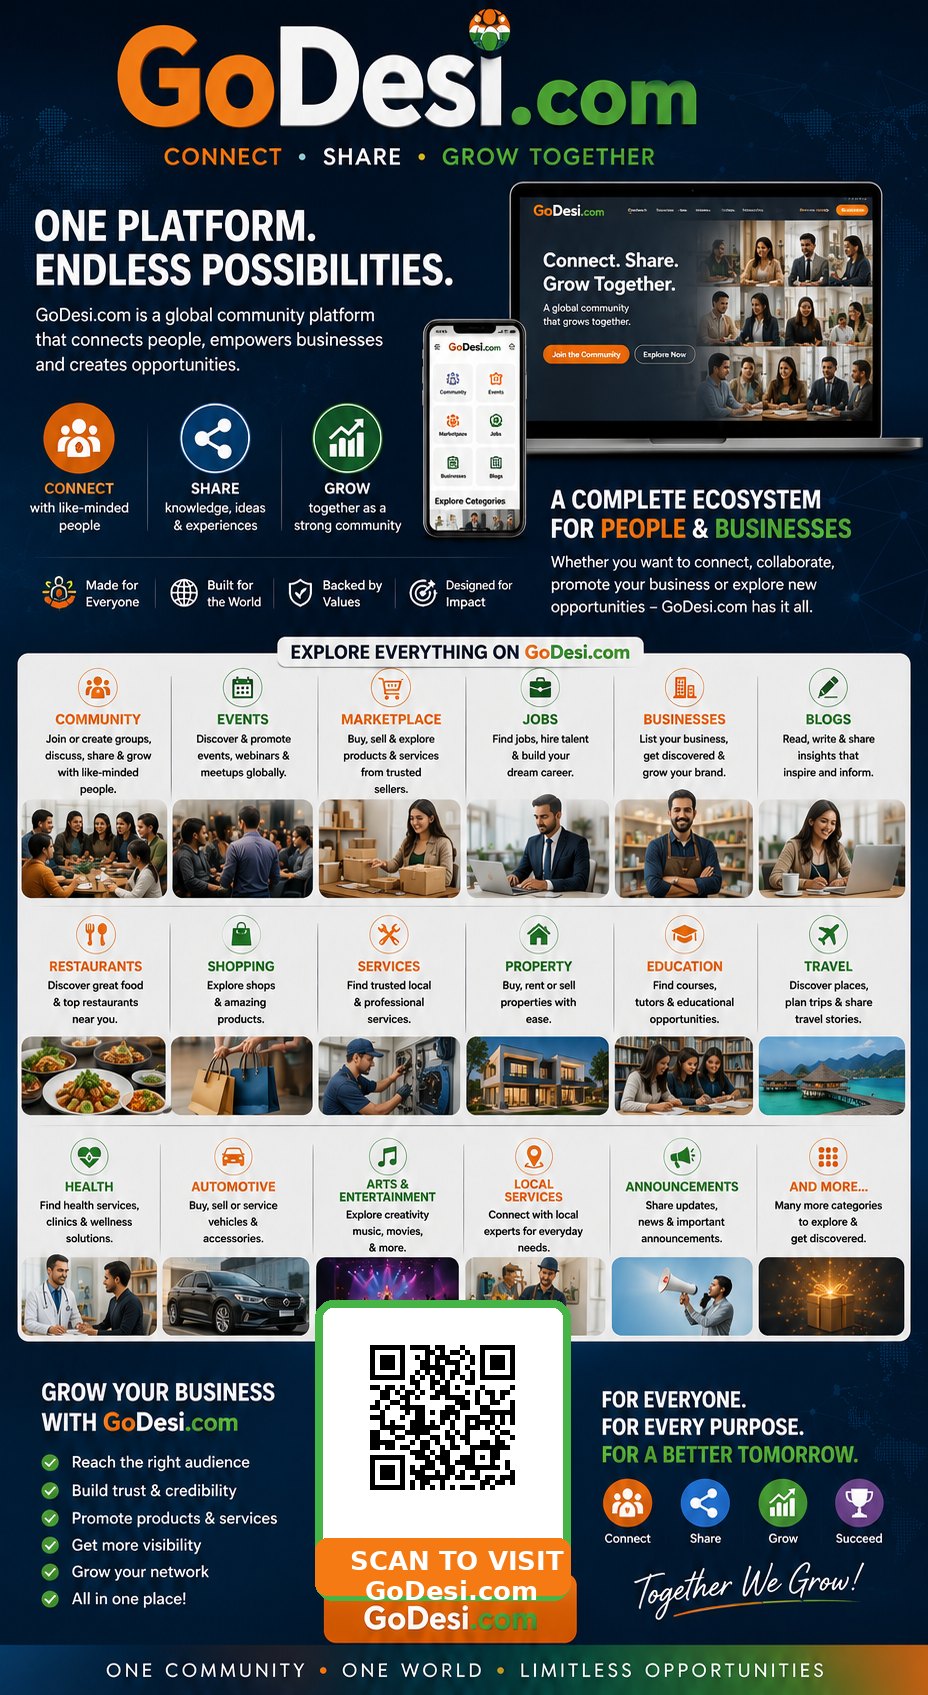 GoDesi.com
CONNECT • SHARE • GROW TOGETHER
ONE PLATFORM.
ENDLESS POSSIBILITIES.
GoDesi.com is a global community platform
that connects people, empowers businesses
and creates opportunities.
CONNECT
with like-minded
people
SHARE
knowledge, ideas
& experiences
GROW
together as a
strong community
Made for
Everyone
Built for
the World
Backed by
Values
Designed for
Impact
GoDesi.com
Connect. Share.
Grow Together.
A global community
that grows together.
Join the Community
Explore Now
GoDesi.com
Community
Events
Jobs
Businesses
Blogs
Explore Categories
A COMPLETE ECOSYSTEM
FOR PEOPLE & BUSINESSES
Whether you want to connect, collaborate,
promote your business or explore new
opportunities – GoDesi.com has it all.
EXPLORE EVERYTHING ON GoDesi.com
COMMUNITY
Join or create groups,
discuss, share & grow
with like-minded
people.
EVENTS
Discover & promote
events, webinars &
meetups globally.
MARKETPLACE
Buy, sell & explore
products & services
from trusted
sellers.
JOBS
Find jobs, hire talent
& build your
dream career.
BUSINESSES
List your business,
get discovered &
grow your brand.
BLOGS
Read, write & share
insights that
inspire and inform.
RESTAURANTS
Discover great food
& top restaurants
near you.
SHOPPING
Explore shops
& amazing
products.
SERVICES
Find trusted local
& professional
services.
PROPERTY
Buy, rent or sell
properties with
ease.
EDUCATION
Find courses,
tutors & educational
opportunities.
TRAVEL
Discover places,
plan trips & share
travel stories.
HEALTH
Find health services,
clinics & wellness
solutions.
AUTOMOTIVE
Buy, sell or service
vehicles &
accessories.
ARTS &
ENTERTAINMENT
Explore creativity
music, movies,
& more.
LOCAL
SERVICES
Connect with local
experts for everyday
needs.
ANNOUNCEMENTS
Share updates,
news & important
announcements.
AND MORE...
Many more categories
to explore &
get discovered.
GROW YOUR BUSINESS
WITH GoDesi.com
Reach the right audience
Build trust & credibility
Promote products & services
Get more visibility
Grow your network
All in one place!
SCAN TO VISIT
GoDesi.com
GoDesi.com
FOR EVERYONE.
FOR EVERY PURPOSE.
FOR A BETTER TOMORROW.
Connect
Share
Grow
Succeed
Together We Grow!
ONE COMMUNITY • ONE WORLD • LIMITLESS OPPORTUNITIES